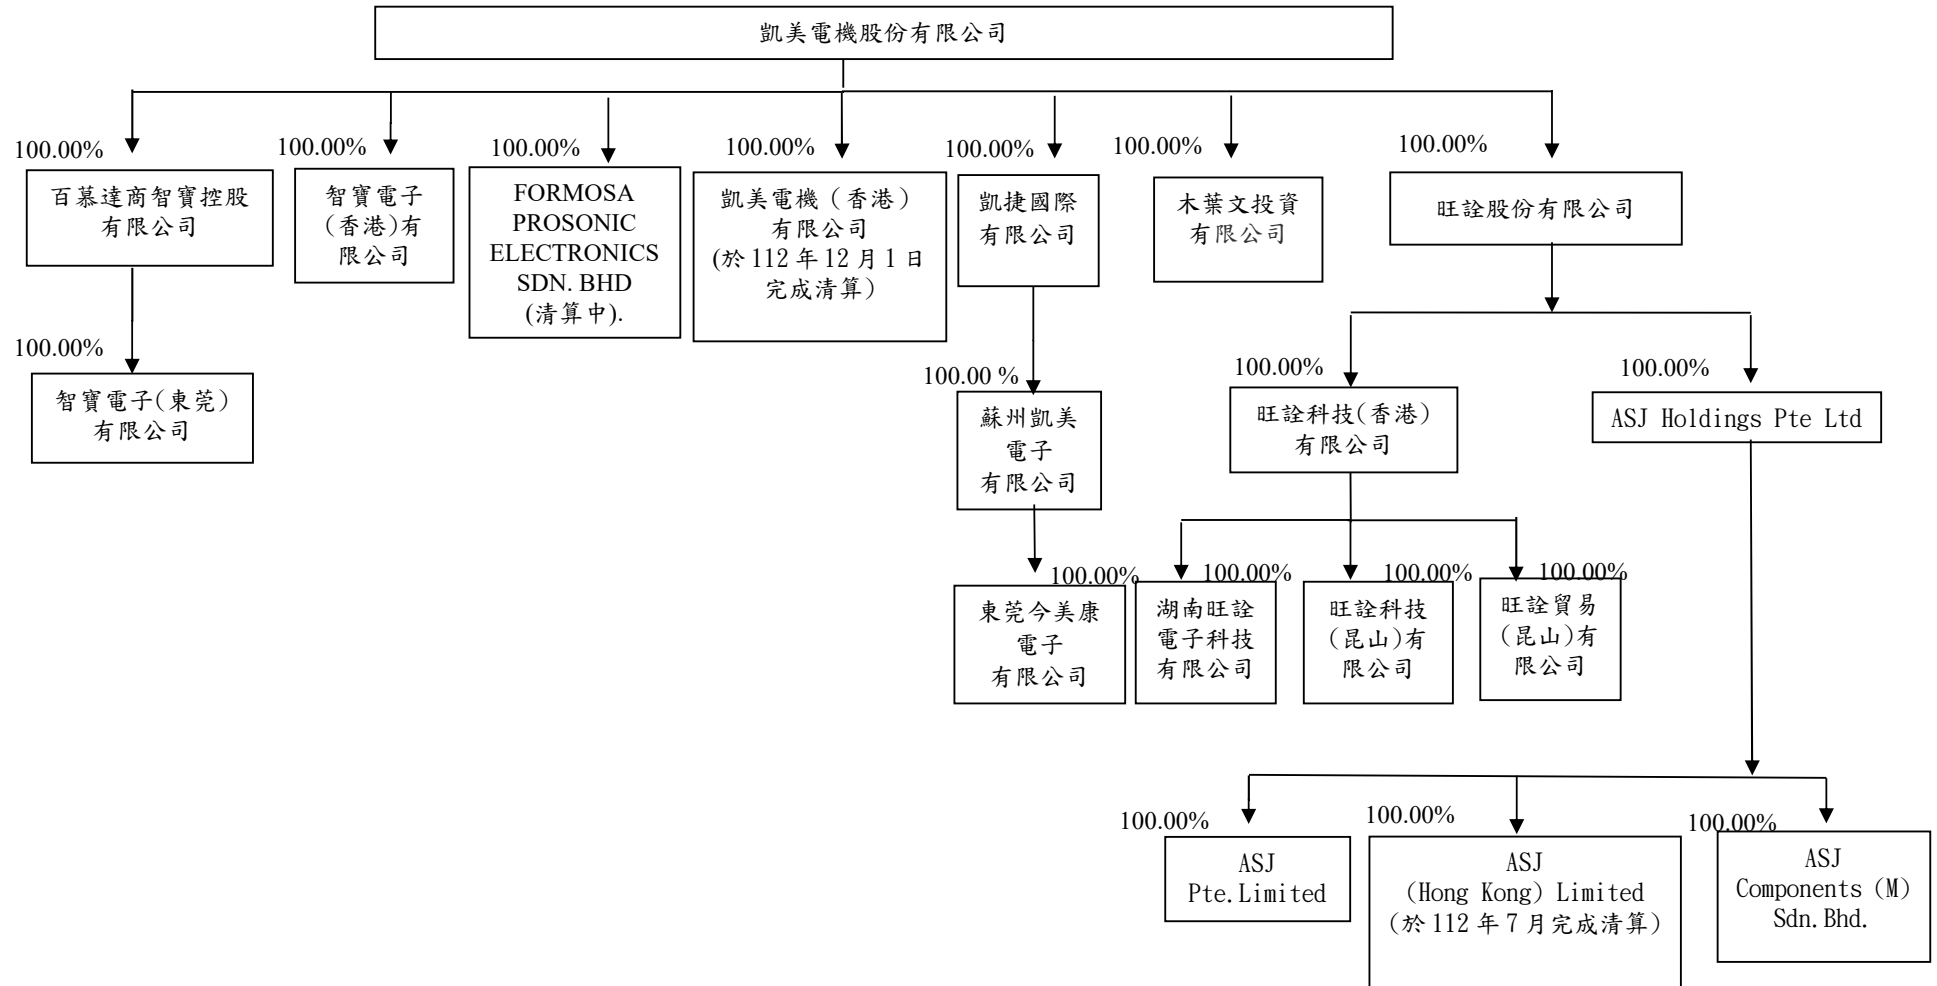 凱美電機股份有限公司
100.00%
100.00%
100.00%
100.00%
100.00%
100.00%
100.00%
百慕達商智寶控股
有限公司
智寶電子
(香港)有
限公司
FORMOSA
PROSONIC
ELECTRONICS
SDN. BHD
(清算中).
凱美電機（香港）
有限公司
(於 112 年 12 月 1 日
完成清算）
凱捷國際
有限公司
木葉文投資
有限公司
旺詮股份有限公司
100.00%
智寶電子(東莞)
有限公司
100.00 %
蘇州凱美
電子
有限公司
100.00%
旺詮科技(香港)
有限公司
100.00%
ASJ Holdings Pte Ltd
100.00%
東莞今美康
電子
有限公司
100.00%
湖南旺詮
電子科技
有限公司
100.00%
旺詮科技
(昆山)有
限公司
100.00%
旺詮貿易
(昆山)有
限公司
100.00%
ASJ
Pte.Limited
100.00%
ASJ
(Hong Kong) Limited
(於 112 年 7 月完成清算)
100.00%
ASJ
Components (M)
Sdn.Bhd.